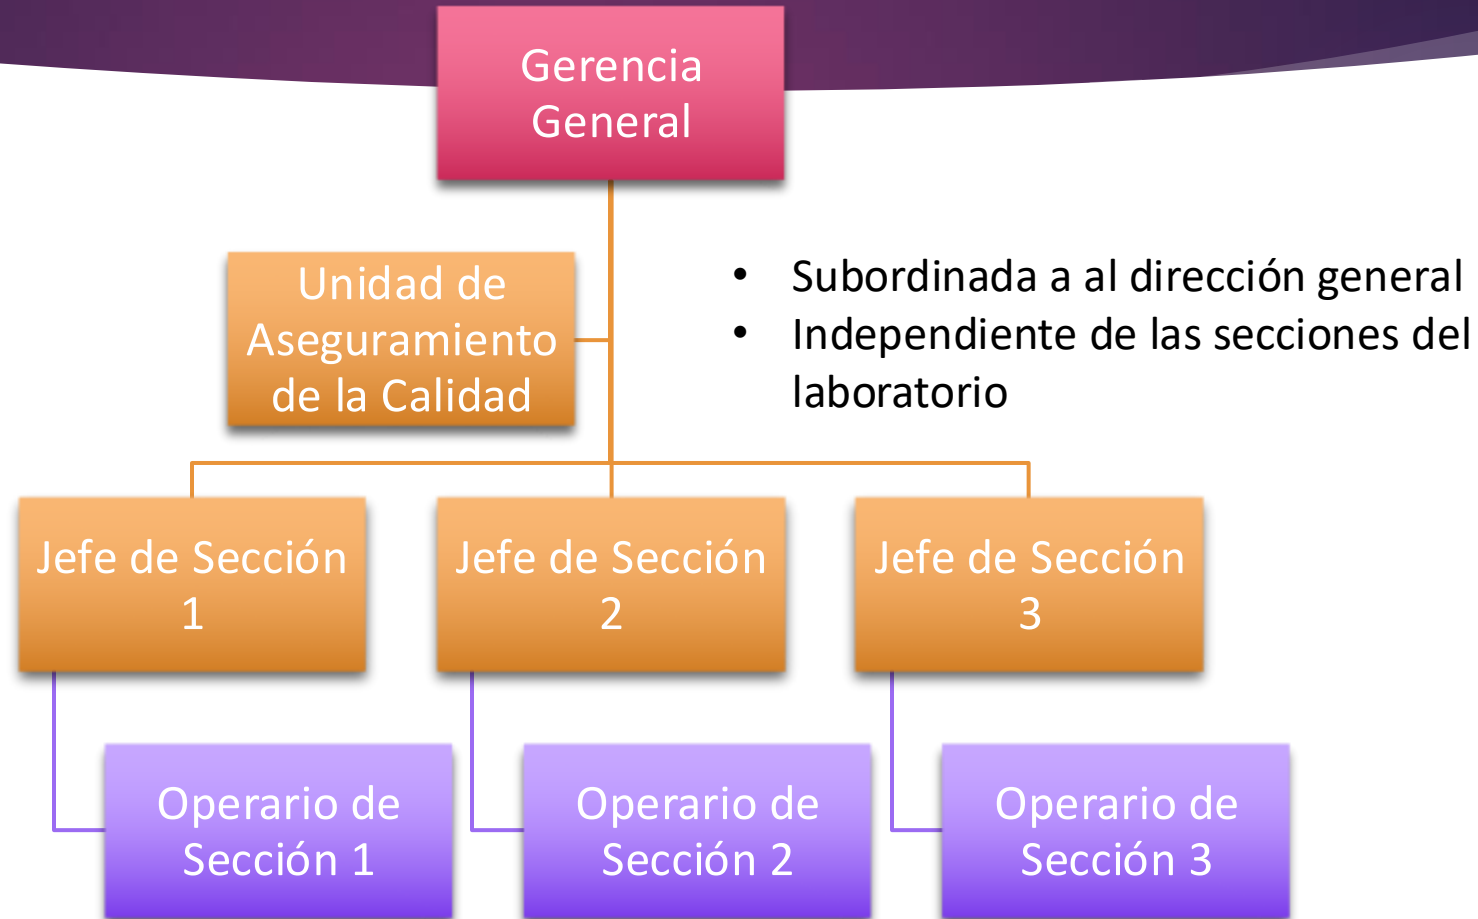 Gerencia
General
Unidad de
Aseguramiento
de la Calidad
• Subordinada a al dirección general
• Independiente de las secciones del
laboratorio
Jefe de Sección
1
Jefe de Sección
2
Jefe de Sección
3
Operario de
Sección 1
Operario de
Sección 2
Operario de
Sección 3